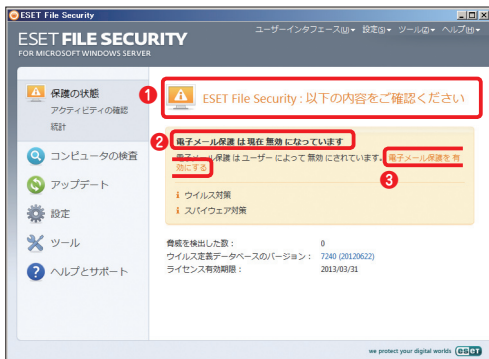 ESET File Security
ユーザーインタフェース(U)▾ 設定(S)▾ ツール(O)▾ ヘルプ(H)▾
ESET FILE SECURITY
FOR MICROSOFT WINDOWS SERVER
保護の状態
アクティビティの確認
統計
コンピュータの検査
アップデート
設定
ツール
ヘルプとサポート
1
ESET File Security : 以下の内容をご確認ください
2
電子メール保護 は 現在 無効 になっています
電子メール保護 は ユーザー によって 無効 にされています。電子メール保護を 有
効にする
3
i ウイルス対策
i スパイウェア対策
脅威を検出した数： 0
ウイルス定義データベースのバージョン： 7240 (20120622)
ライセンス有効期限： 2013/03/31
we protect your digital worlds eset